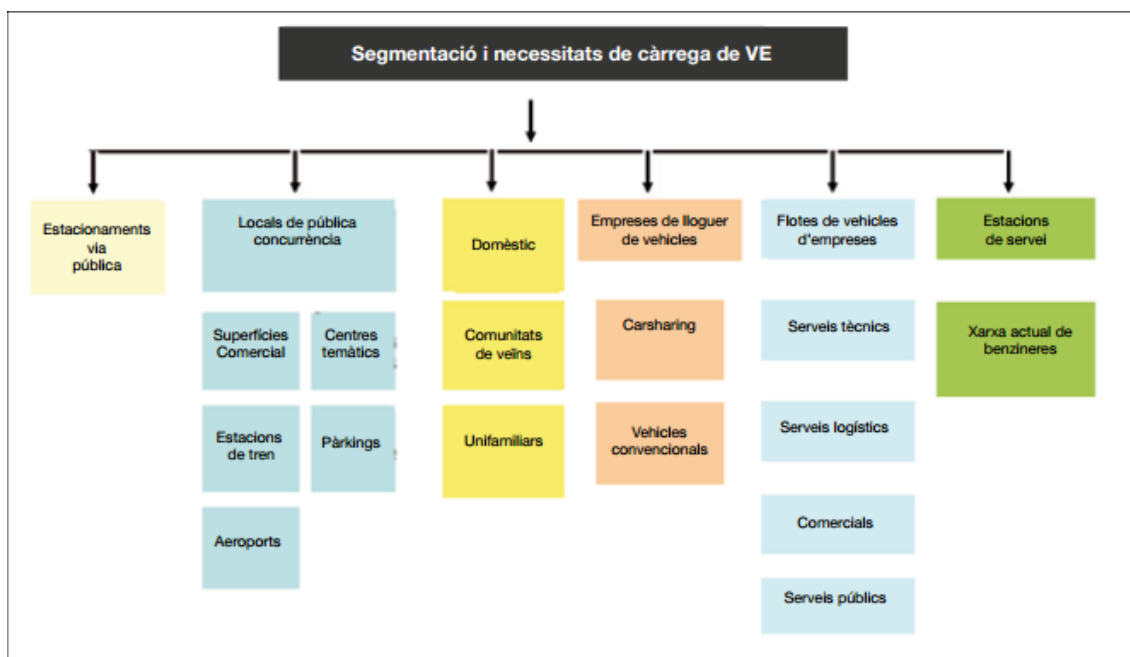 Segmentació i necessitats de càrrega de VE
Estacionaments
via
pública
Locals de pública
concurrència
Domèstic
Empreses de lloguer
de vehicles
Flotes de vehicles
d'empreses
Estacions
de servei
Superfícies
Comercial
Centres
temàtics
Comunitats
de veïns
Carsharing
Serveis tècnics
Xarxa actual de
benzineres
Estacions
de tren
Pàrkings
Unifamiliars
Vehicles
convencionals
Serveis logístics
Aeroports
Comercials
Serveis públics